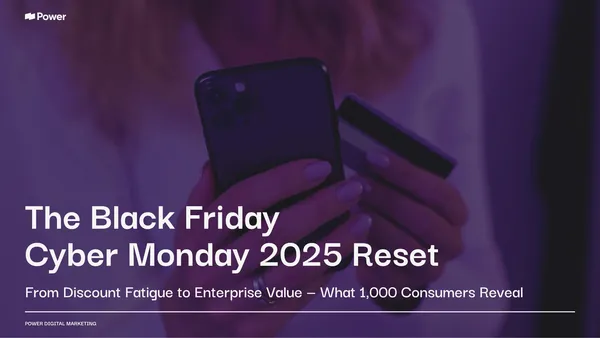 Power
The Black Friday
Cyber Monday 2025 Reset
From Discount Fatigue to Enterprise Value – What 1,000 Consumers Reveal
POWER DIGITAL MARKETING